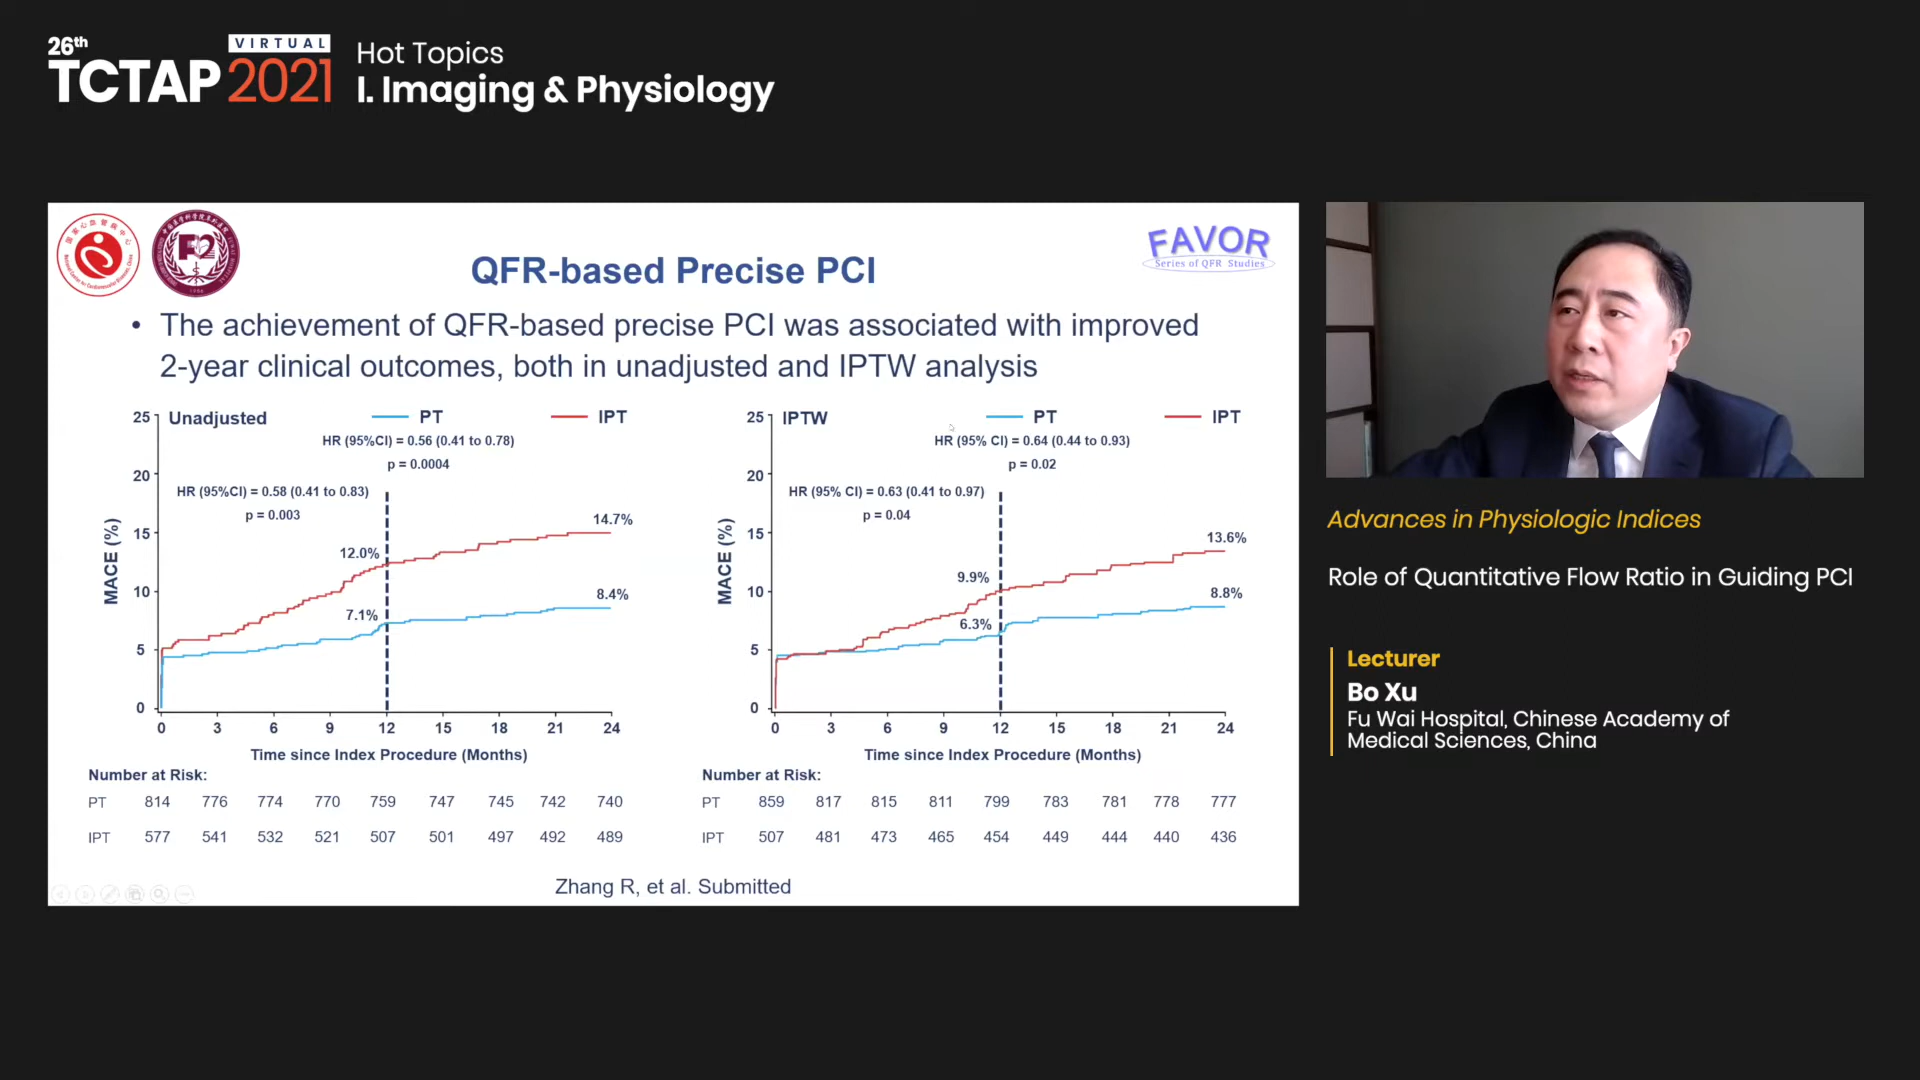 26th
VIRTUAL
TCTAP 2021
Hot Topics
I. Imaging & Physiology
FAVOR
Series of QFR Studies
QFR-based Precise PCI
• The achievement of QFR-based precise PCI was associated with improved
2-year clinical outcomes, both in unadjusted and IPTW analysis
Unadjusted
PT
IPT
HR (95%CI) = 0.56 (0.41 to 0.78)
p = 0.0004
HR (95%CI) = 0.58 (0.41 to 0.83)
p = 0.003
14.7%
12.0%
8.4%
7.1%
MACE (%)
25
20
15
10
5
0
0 3 6 9 12 15 18 21 24
Time since Index Procedure (Months)
Number at Risk:
PT 814 776 774 770 759 747 745 742 740
IPT 577 541 532 521 507 501 497 492 489
IPTW
PT
IPT
HR (95% CI) = 0.64 (0.44 to 0.93)
p = 0.02
HR (95% CI) = 0.63 (0.41 to 0.97)
p = 0.04
13.6%
9.9%
8.8%
6.3%
MACE (%)
25
20
15
10
5
0
0 3 6 9 12 15 18 21 24
Time since Index Procedure (Months)
Number at Risk:
PT 859 817 815 811 799 783 781 778 777
IPT 507 481 473 465 454 449 444 440 436
Zhang R, et al. Submitted
Advances in Physiologic Indices
Role of Quantitative Flow Ratio in Guiding PCI
Lecturer
Bo Xu
Fu Wai Hospital, Chinese Academy of
Medical Sciences, China